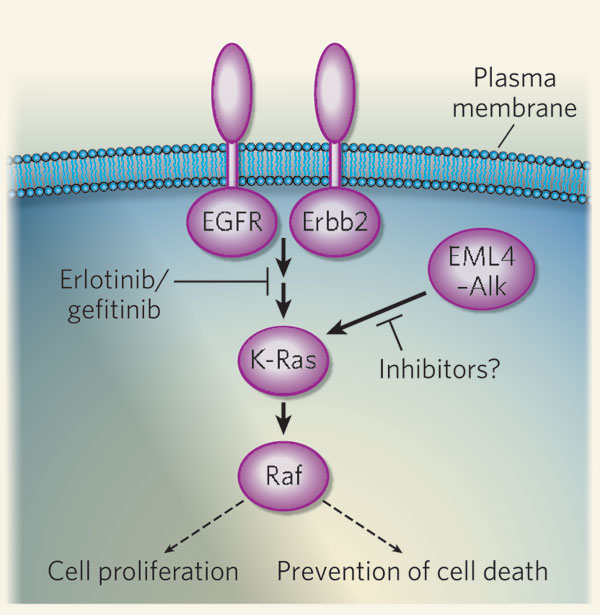 Plasma
membrane
EGFR
Erbb2
EML4
-Alk
Erlotinib/
gefitinib
K-Ras
Inhibitors?
Raf
Cell proliferation
Prevention of cell death